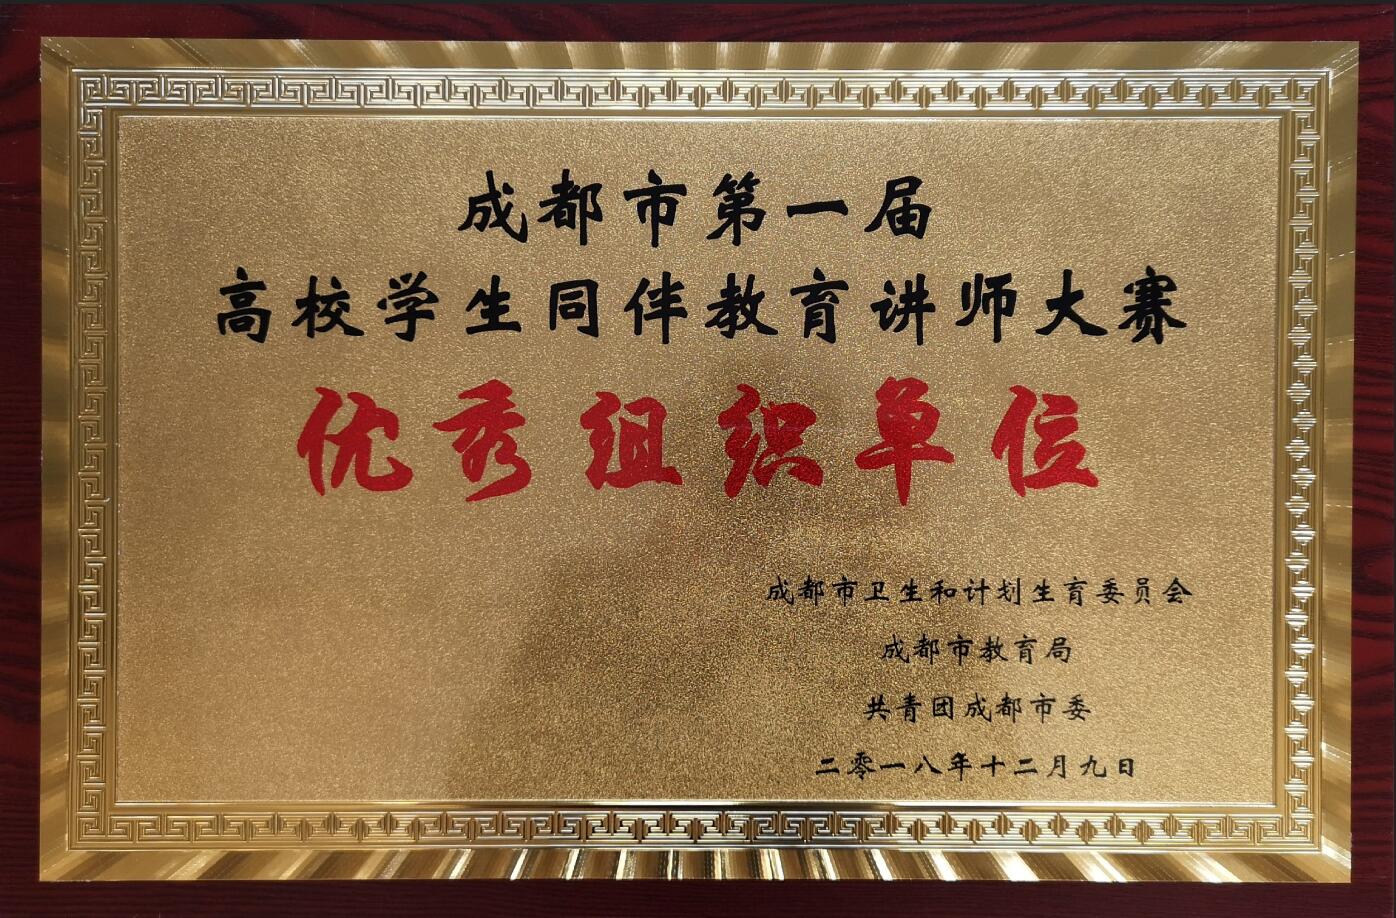 成都市第一届
高校学生同伴教育讲师大赛
优秀组织单位
成都市卫生和计划生育委员会
成都市教育局
共青团成都市委
二零一八年十二月九日